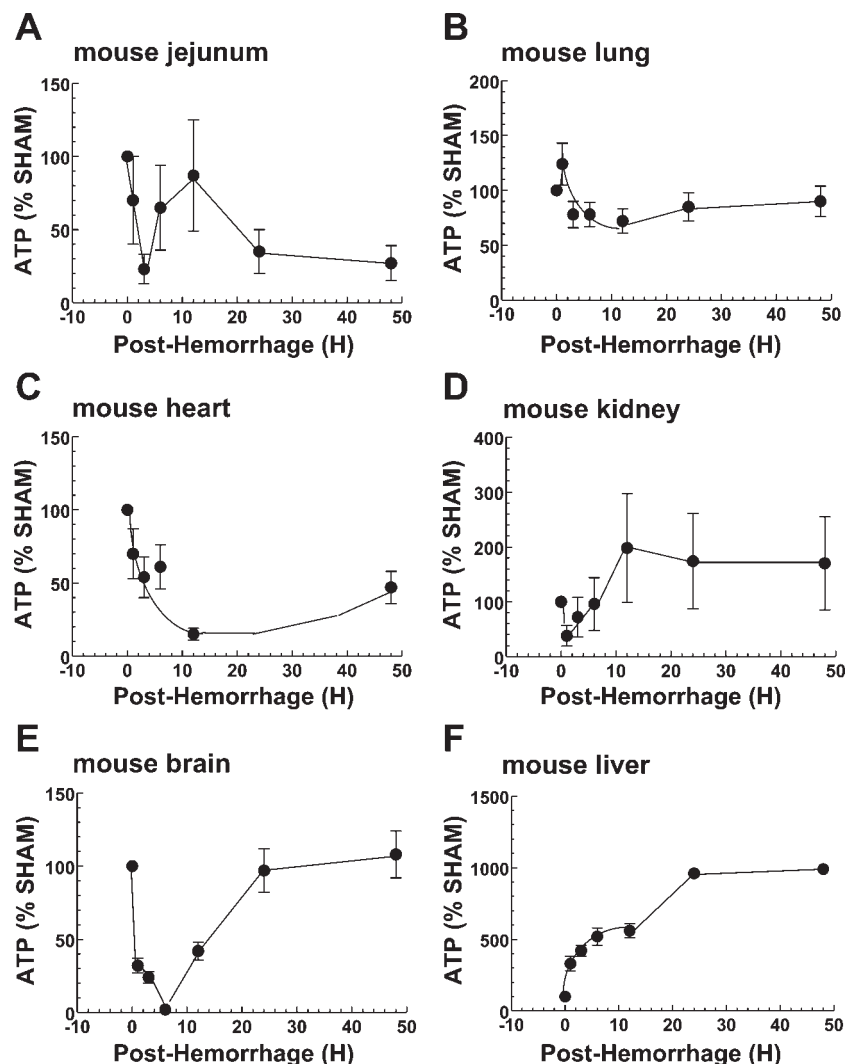 A
mouse jejunum
150
100
50
0
-10 0 10 20 30 40 50
ATP (% SHAM)
Post-Hemorrhage (H)
B
mouse lung
200
150
100
50
0
-10 0 10 20 30 40 50
ATP (% SHAM)
Post-Hemorrhage (H)
C
mouse heart
150
100
50
0
-10 0 10 20 30 40 50
ATP (% SHAM)
Post-Hemorrhage (H)
D
mouse kidney
400
300
200
100
0
-10 0 10 20 30 40 50
ATP (% SHAM)
Post-Hemorrhage (H)
E
mouse brain
150
100
50
0
-10 0 10 20 30 40 50
ATP (% SHAM)
Post-Hemorrhage (H)
F
mouse liver
1500
1000
500
0
-10 0 10 20 30 40 50
ATP (% SHAM)
Post-Hemorrhage (H)